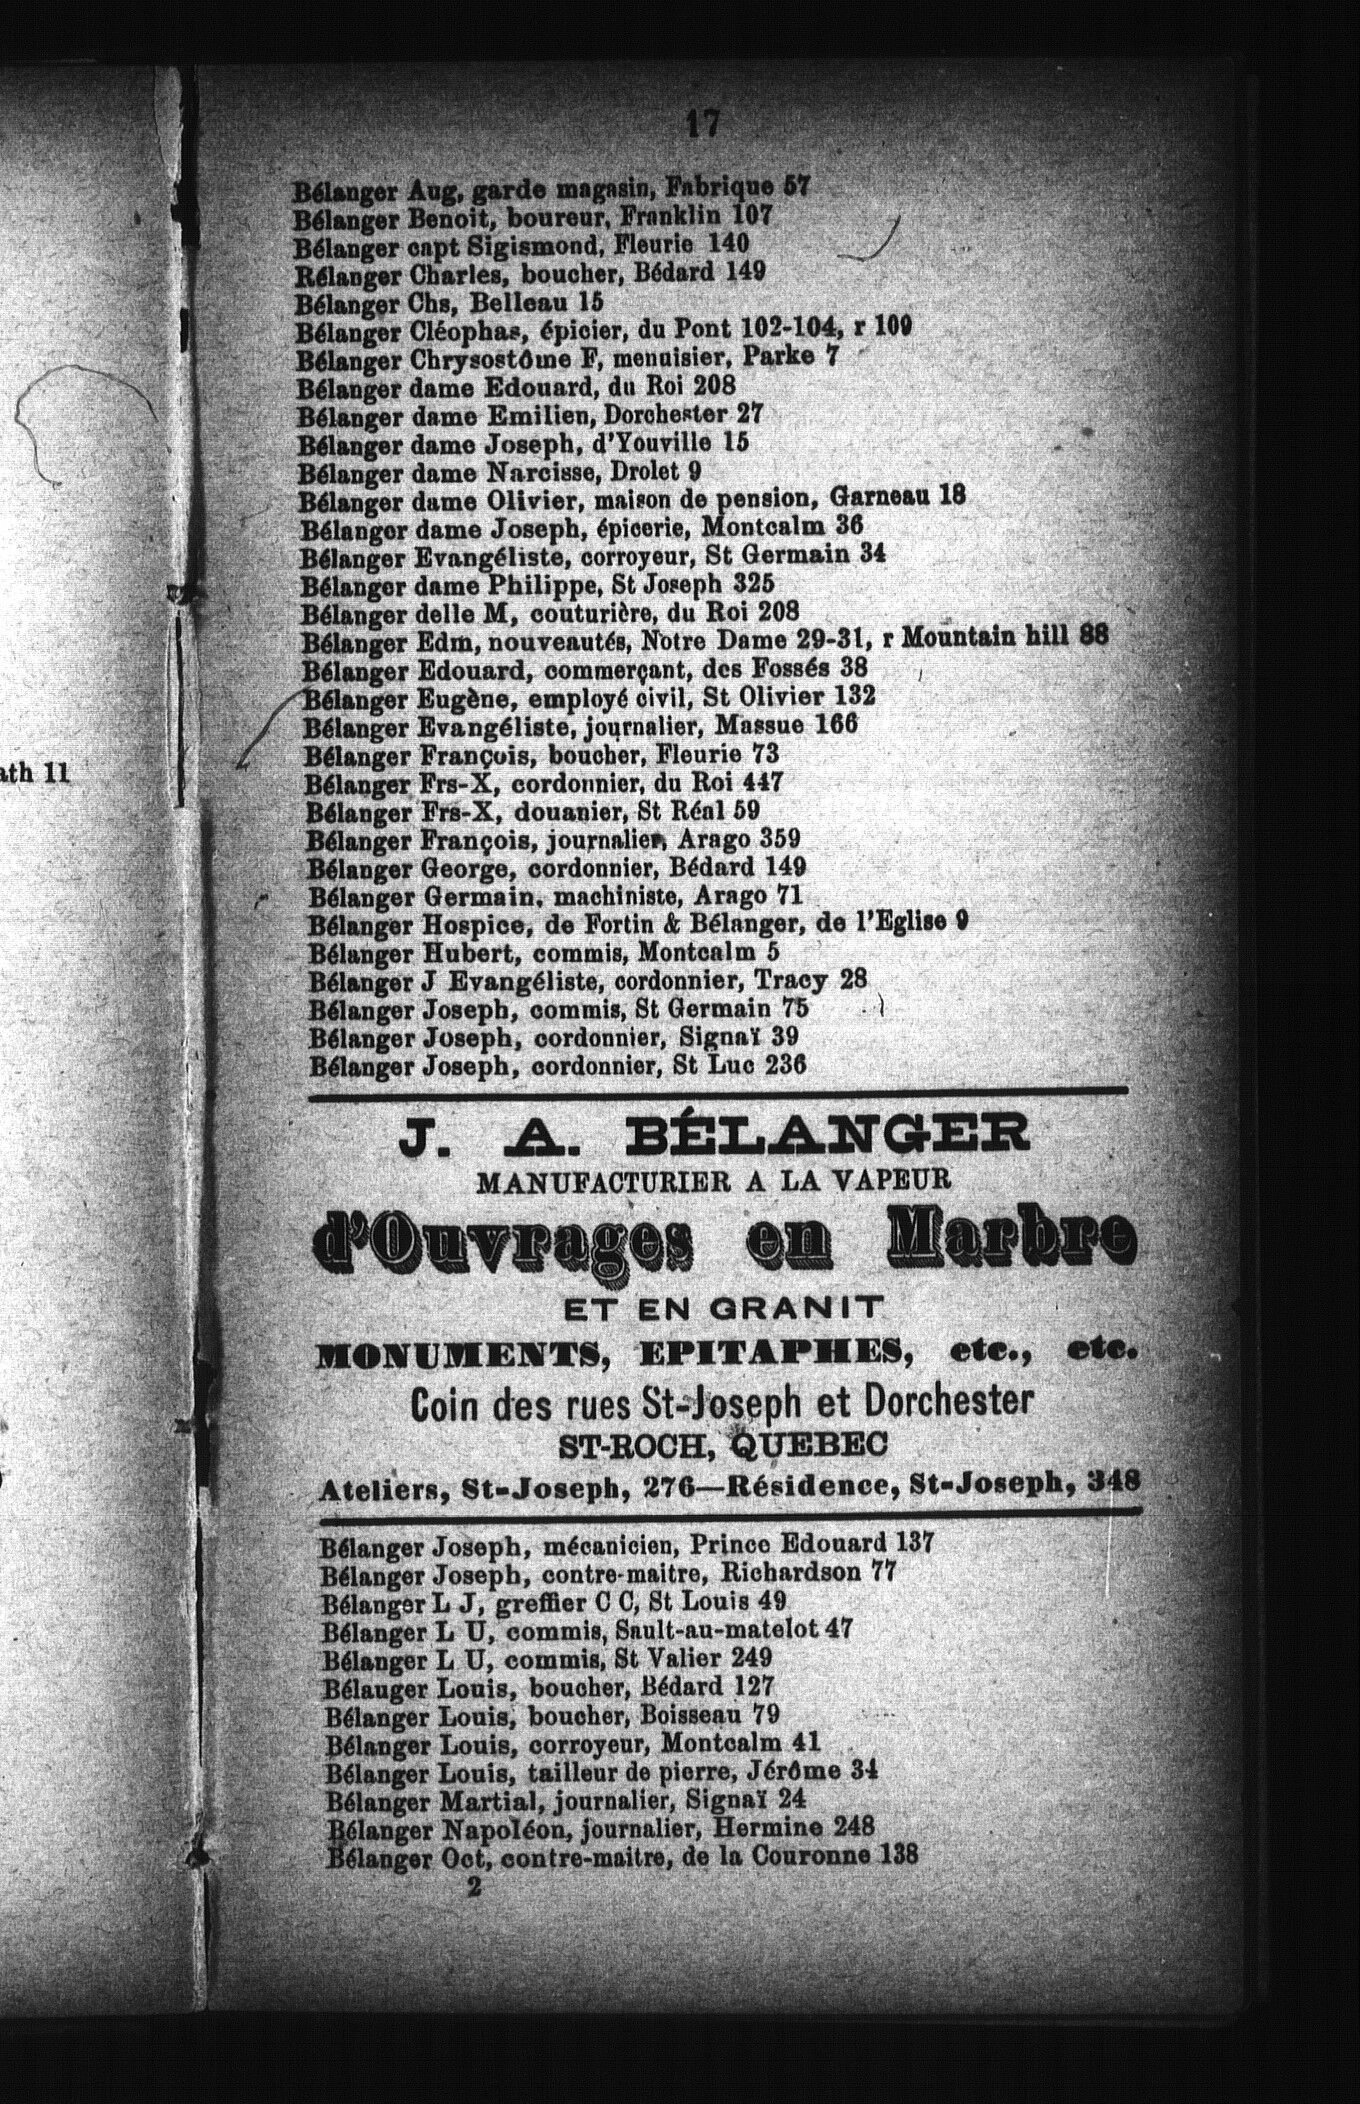 17
Bélanger Aug, garde magasin, Fabrique 57
Bélanger Benoit, boureur, Franklin 107
Bélanger capt Sigismond, Fleurie 140
Rélanger Charles, boucher, Bédard 149
Bélanger Chs, Belleau 15
Bélanger Cléophas, épicier, du Pont 102-104, r 100
Bélanger Chrysostôme F, menuisier, Parke 7
Bélanger dame Edouard, du Roi 208
Bélanger dame Emilien, Dorchester 27
Bélanger dame Joseph, d'Youville 15
Bélanger dame Narcisse, Drolet 9
Bélanger dame Olivier, maison de pension, Garneau 18
Bélanger dame Joseph, épicerie, Montcalm 36
Bélanger Evangéliste, corroyeur, St Germain 34
Bélanger dame Philippe, St Joseph 325
Bélanger delle M, couturière, du Roi 208
Bélanger Edm, nouveautés, Notre Dame 29-31, r Mountain hill 88
Bélanger Edouard, commerçant, des Fossés 38
Bélanger Eugène, employé civil, St Olivier 132
Bélanger Evangéliste, journalier, Massue 166
Bélanger François, boucher, Fleurie 73
ath 11
Bélanger Frs-X, cordonnier, du Roi 447
Bélanger Frs-X, douanier, St Réal 59
Bélanger François, journalier, Arago 359
Bélanger George, cordonnier, Bédard 149
Bélanger Germain, machiniste, Arago 71
Bélanger Hospice, de Fortin & Bélanger, de l'Eglise 9
Bélanger Hubert, commis, Montcalm 5
Bélanger J Evangéliste, cordonnier, Tracy 28
Bélanger Joseph, commis, St Germain 75
Bélanger Joseph, cordonnier, Signaï 39
Bélanger Joseph, cordonnier, St Luc 236
J. A. BÉLANGER
MANUFACTURIER A LA VAPEUR
d'Ouvrages en Marbre
ET EN GRANIT
MONUMENTS, EPITAPHES, etc., etc.
Coin des rues St-Joseph et Dorchester
ST-ROCH, QUEBEC
Ateliers, St-Joseph, 276—Résidence, St-Joseph, 348
Bélanger Joseph, mécanicien, Prince Edouard 137
Bélanger Joseph, contre-maitre, Richardson 77
Bélanger L J, greffier C C, St Louis 49
Bélanger L U, commis, Sault-au-matelot 47
Bélanger L U, commis, St Valier 249
Bélauger Louis, boucher, Bédard 127
Bélanger Louis, boucher, Boisseau 79
Bélanger Louis, corroyeur, Montcalm 41
Bélanger Louis, tailleur de pierre, Jérôme 34
Bélanger Martial, journalier, Signaï 24
Bélanger Napoléon, journalier, Hermine 248
Bélanger Oct, contre-maitre, de la Couronne 138
2